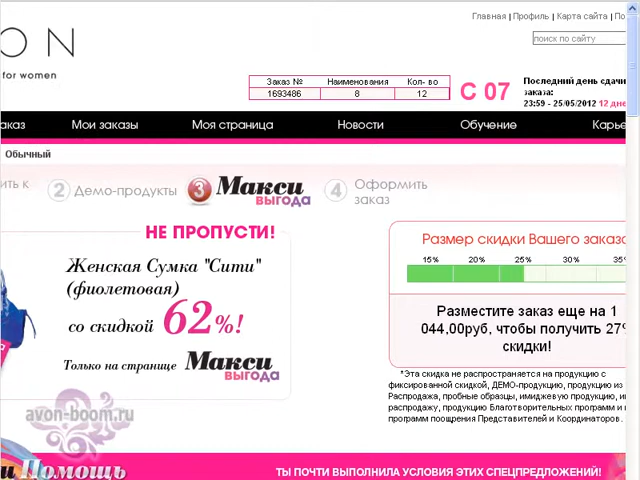 Главная | Профиль | Карта сайта | По
ON
поиск по сайту
for women
Заказ № Наименования Кол- во
1693486 8 12
С 07
Последний день сдачи
заказа:
23:59 - 25/05/2012 12 дне
аказ Мои заказы Моя страница Новости Обучение Карье
Обычный
ить к 2 Демо-продукты 3 Макси выгода 4 Оформить заказ
НЕ ПРОПУСТИ!
Женская Сумка "Сити"
(фиолетовая)
со скидкой 62%!
Только на странице Макси выгода
Размер скидки Вашего заказа
15% 20% 25% 30% 35%
Разместите заказ еще на 1
044,00руб, чтобы получить 27%
скидки!
*Эта скидка не распространяется на продукцию с
фиксированной скидкой, ДЕМО-продукцию, продукцию из
Распродажа, пробные образцы, имиджевую продукцию, и
распродажу, продукцию Благотворительных программ и
программ поощрения Представителей и Координаторов.
avon-boom.ru
и Помощь
ТЫ ПОЧТИ ВЫПОЛНИЛА УСЛОВИЯ ЭТИХ СПЕЦПРЕДЛОЖЕНИЙ!